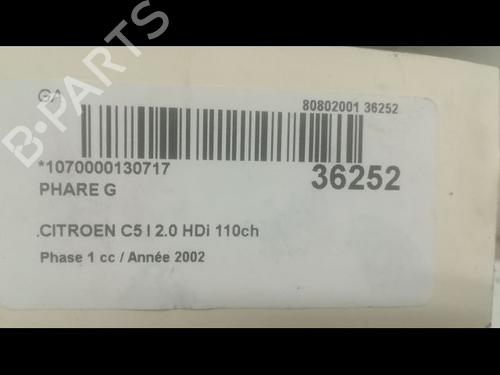 B-PARTS
GA
80802001 36252
*1070000130717
36252
PHARE G
.CITROEN C5 I 2.0 HDi 110ch
Phase 1 cc / Année 2002